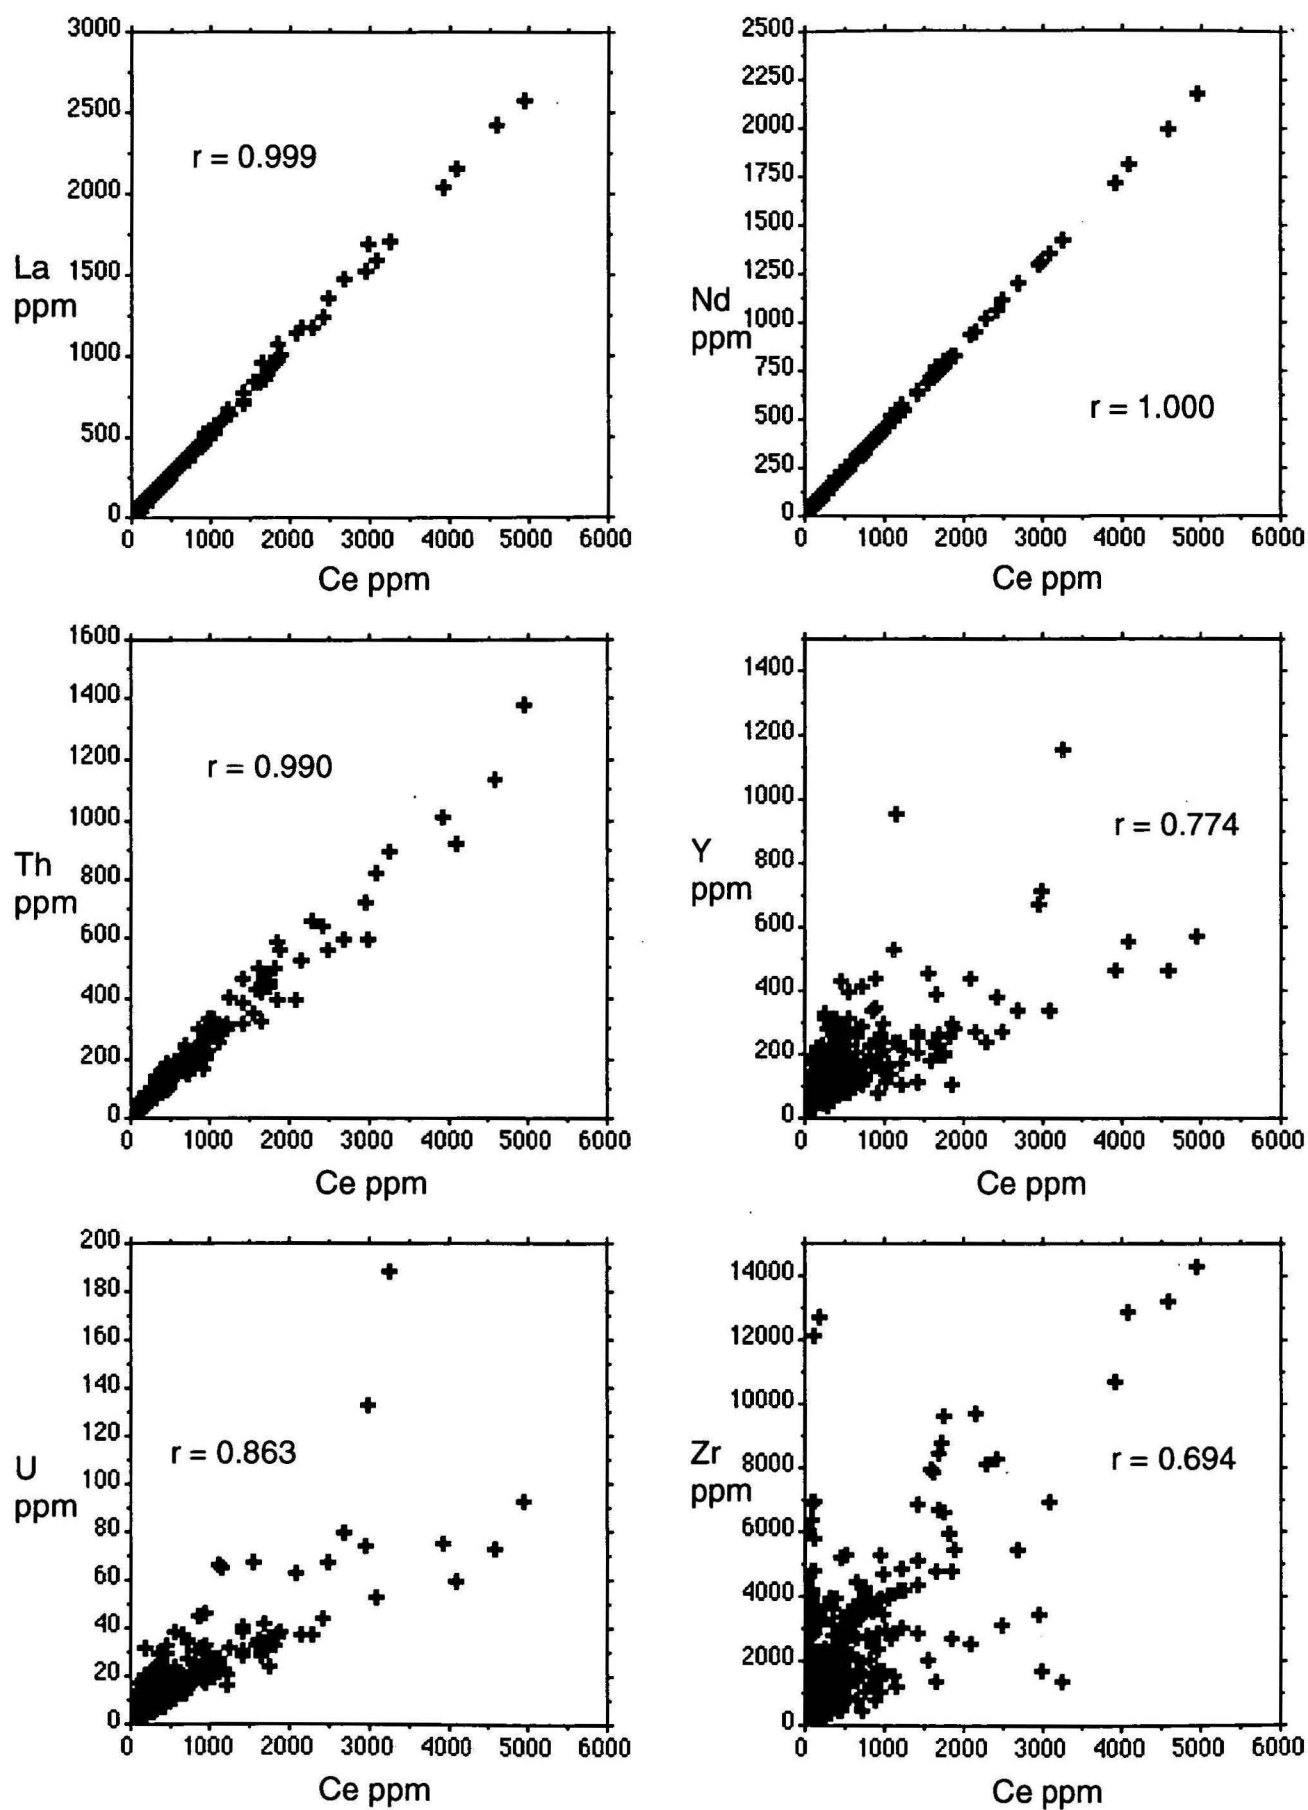 3000
2500
2000
1500
1000
500
0
La
ppm
r = 0.999
0 1000 2000 3000 4000 5000 6000
Ce ppm
2500
2250
2000
1750
1500
1250
1000
750
500
250
0
Nd
ppm
r = 1.000
0 1000 2000 3000 4000 5000 6000
Ce ppm
1600
1400
1200
1000
800
600
400
200
0
Th
ppm
r = 0.990
0 1000 2000 3000 4000 5000 6000
Ce ppm
1400
1200
1000
800
600
400
200
0
Y
ppm
r = 0.774
0 1000 2000 3000 4000 5000 6000
Ce ppm
200
180
160
140
120
100
80
60
40
20
0
U
ppm
r = 0.863
0 1000 2000 3000 4000 5000 6000
Ce ppm
14000
12000
10000
8000
6000
4000
2000
0
Zr
ppm
r = 0.694
0 1000 2000 3000 4000 5000 6000
Ce ppm